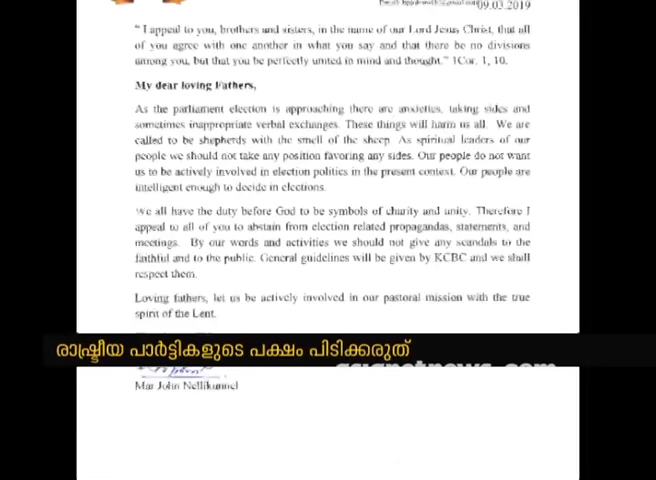 09.03.2019
“ I appeal to you, brothers and sisters, in the name of our Lord Jesus Christ, that all
of you agree with one another in what you say and that there be no divisions
among you, but that you be perfectly united in mind and thought.” 1Cor. 1, 10.
My dear loving Fathers,
As the parliament election is approaching there are anxieties, taking sides and
sometimes inappropriate verbal exchanges. These things will harm us all. We are
called to be shepherds with the smell of the sheep. As spiritual leaders of our
people we should not take any position favoring any sides. Our people do not want
us to be actively involved in election politics in the present context. Our people are
intelligent enough to decide in elections.
We all have the duty before God to be symbols of charity and unity. Therefore I
appeal to all of you to abstain from election related propagandas, statements, and
meetings. By our words and activities we should not give any scandals to the
faithful and to the public. General guidelines will be given by KCBC and we shall
respect them.
Loving fathers, let us be actively involved in our pastoral mission with the true
spirit of the Lent.
രാഷ്ട്രീയ പാർട്ടികളുടെ പക്ഷം പിടിക്കരുത്
asianetnews.com
Mar John Nellikunnel